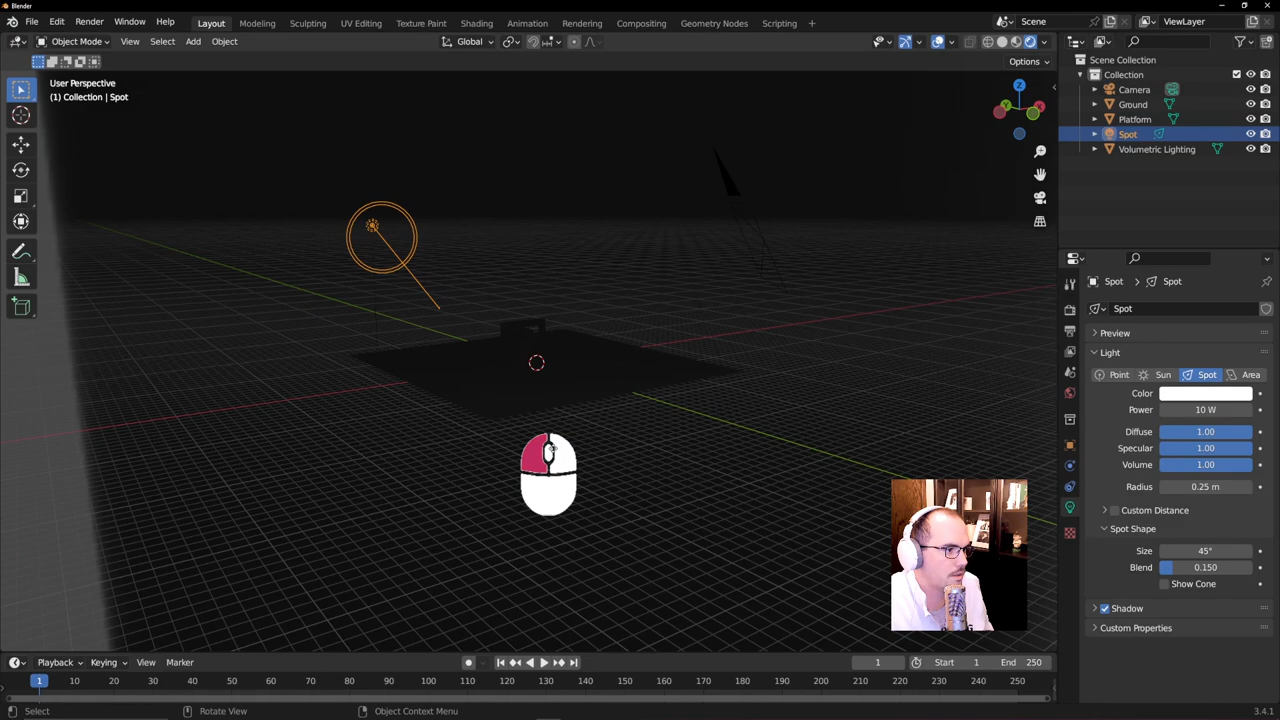 Blender
File Edit Render Window Help Layout Modeling Sculpting UV Editing Texture Paint Shading Animation Rendering Compositing Geometry Nodes Scripting + Scene ViewLayer
Object Mode View Select Add Object Global
Options
User Perspective
(1) Collection | Spot
Z
X
Y
Scene Collection
Collection
Camera
Ground
Platform
Spot
Volumetric Lighting
Spot Spot
Spot
Preview
Light
Point Sun Spot Area
Color
Power 10 W
Diffuse 1.00
Specular 1.00
Volume 1.00
Radius 0.25 m
Custom Distance
Spot Shape
Size 45°
Blend 0.150
Show Cone
Shadow
Custom Properties
Playback Keying View Marker 1 Start 1 End 250
1 10 20 30 40 50 60 70 80 90 100 110 120 130 140 150 160 170 180 190 200 210 220 230 240 250
Select Rotate View Object Context Menu 3.4.1